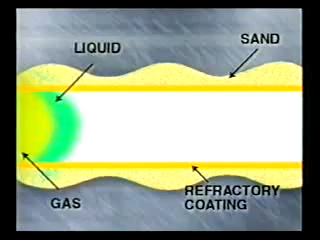 LIQUID
SAND
GAS
REFRACTORY
COATING